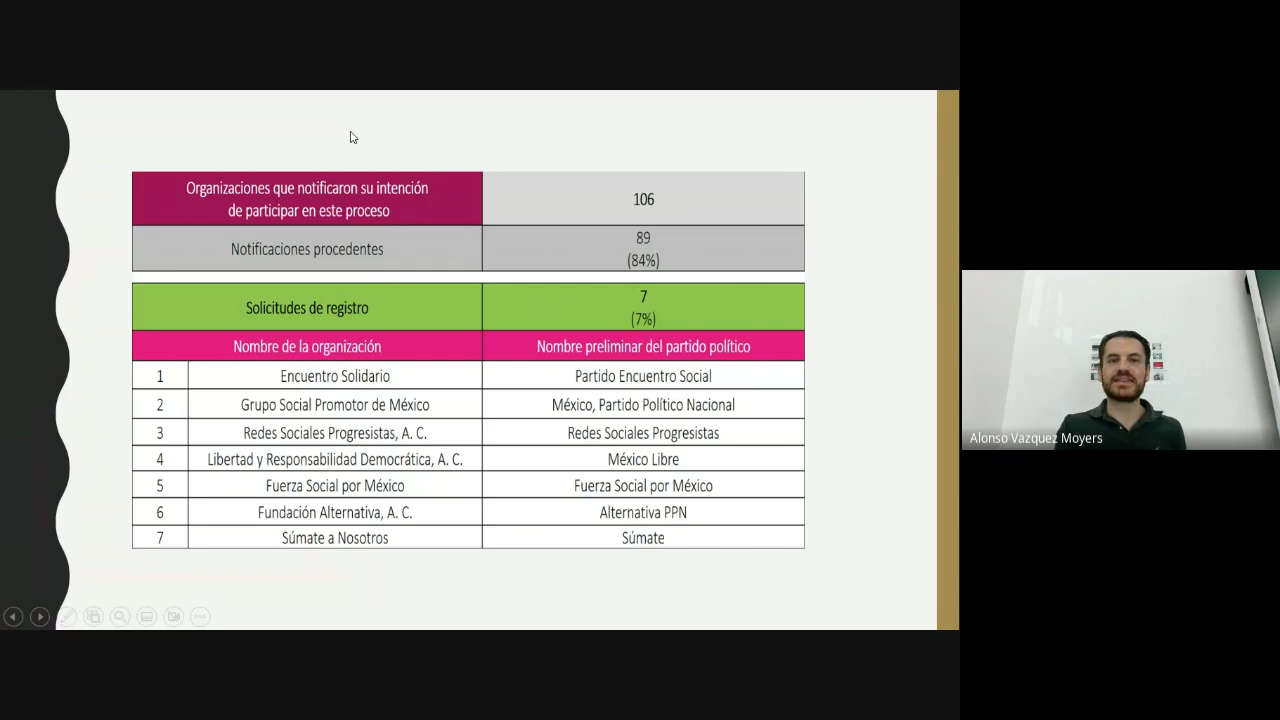 Organizaciones que notificaron su intención
de participar en este proceso
106
Notificaciones procedentes
89
(84%)
Solicitudes de registro
7
(7%)
Nombre de la organización
Nombre preliminar del partido político
1 Encuentro Solidario Partido Encuentro Social
2 Grupo Social Promotor de México México, Partido Político Nacional
3 Redes Sociales Progresistas, A. C. Redes Sociales Progresistas
4 Libertad y Responsabilidad Democrática, A. C. México Libre
5 Fuerza Social por México Fuerza Social por México
6 Fundación Alternativa, A. C. Alternativa PPN
7 Súmate a Nosotros Súmate
Alonso Vazquez Moyers